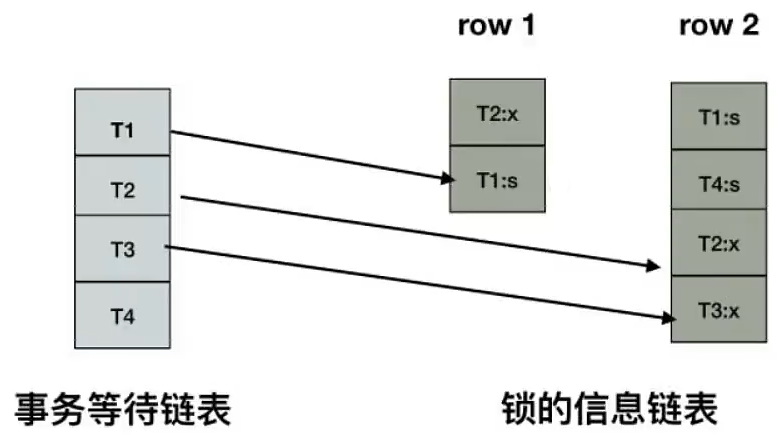 row 1
row 2
T1
T2
T3
T4
T2:x
T1:s
T1:s
T4:s
T2:x
T3:x
事务等待链表
锁的信息链表